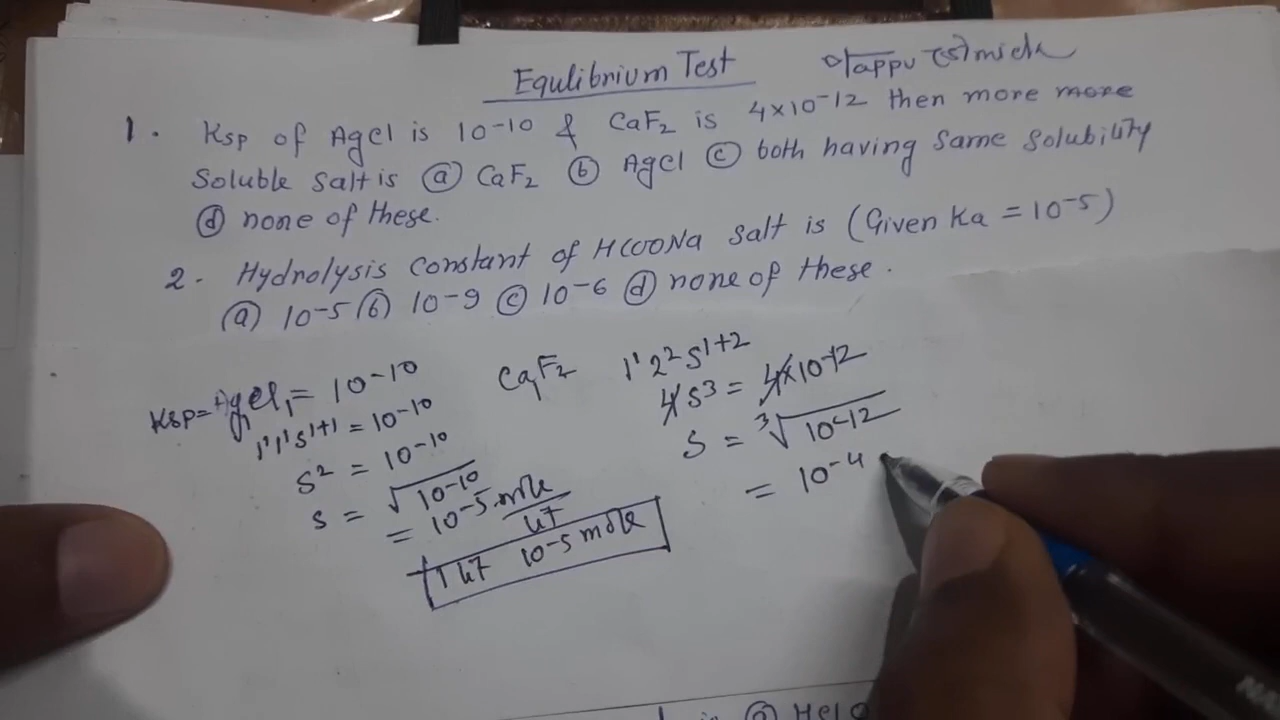 Equlibrium Test
1. Ksp of Agcl is 10-10 & CaF2 is 4×10-12 then more more
Soluble Salt is ⓐ CaF2 ⓑ Agcl ⓒ both having same solubility
ⓓ none of these.
2. Hydrolysis constant of HCOONa salt is (Given Ka = 10-5)
ⓐ 10-5 ⓑ 10-9 ⓒ 10-6 ⓓ none of these.
Ksp = Ag1cl1 = 10-10
1¹1¹s1+1 = 10-10
s² = 10-10
s = √10-10
= 10-5 mole
1 10-5 mole
Ca1F2 1¹2²s1+2
4s³ = 4×10-12
s = ³√10-12
= 10-4